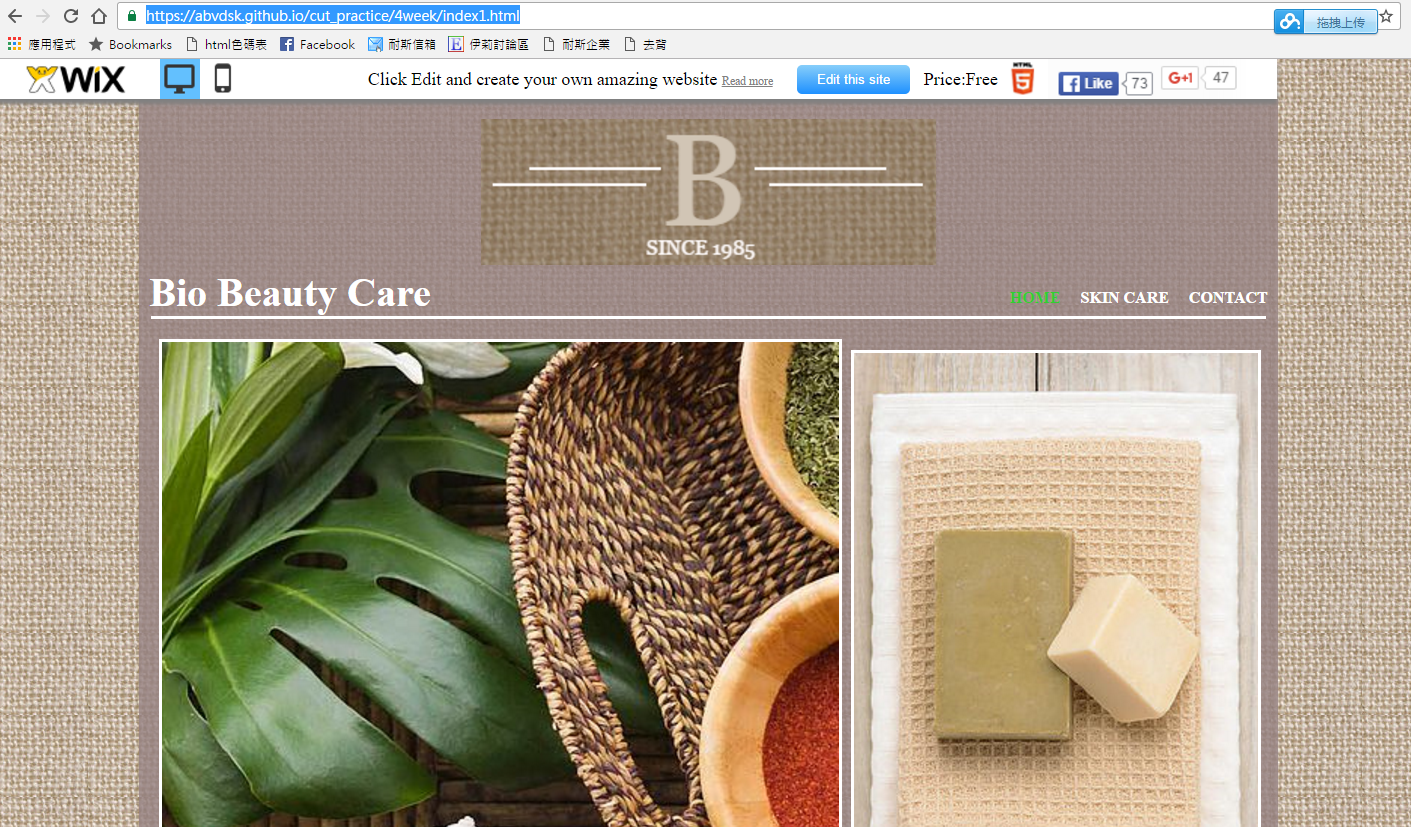 https://abvdsk.github.io/cut_practice/4week/index1.html
拖拽上传
應用程式 Bookmarks html色碼表 Facebook 耐斯信箱 E 伊莉討論區 耐斯企業 去背
WiX Click Edit and create your own amazing website Read more Edit this site Price:Free HTML 5 Like 73 G+1 47
B
SINCE 1985
Bio Beauty Care
HOME SKIN CARE CONTACT